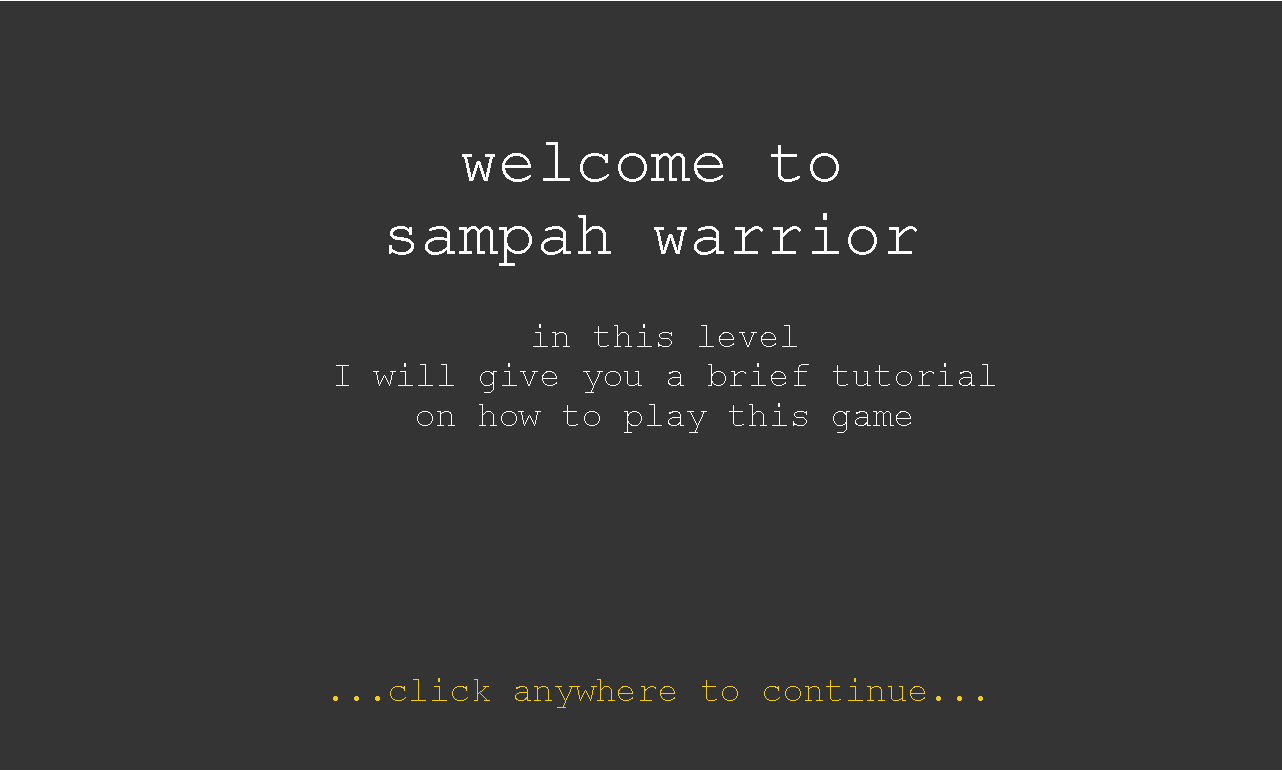 welcome to
sampah warrior
in this level
I will give you a brief tutorial
on how to play this game
...click anywhere to continue...